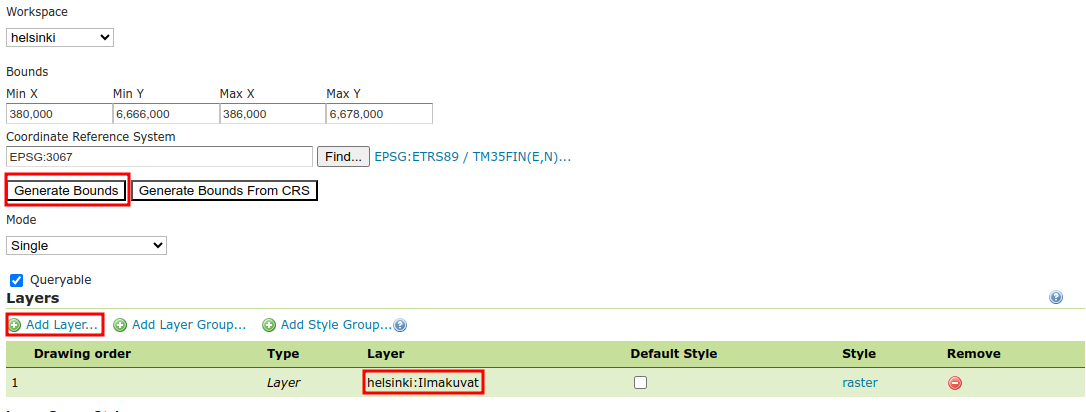 Workspace
helsinki
Bounds
Min X Min Y Max X Max Y
380,000 6,666,000 386,000 6,678,000
Coordinate Reference System
EPSG:3067 Find... EPSG:ETRS89 / TM35FIN(E,N)...
Generate Bounds Generate Bounds From CRS
Mode
Single
Queryable
Layers
Add Layer... Add Layer Group... Add Style Group...
Drawing order Type Layer Default Style Style Remove
1 Layer helsinki:Ilmakuvat raster